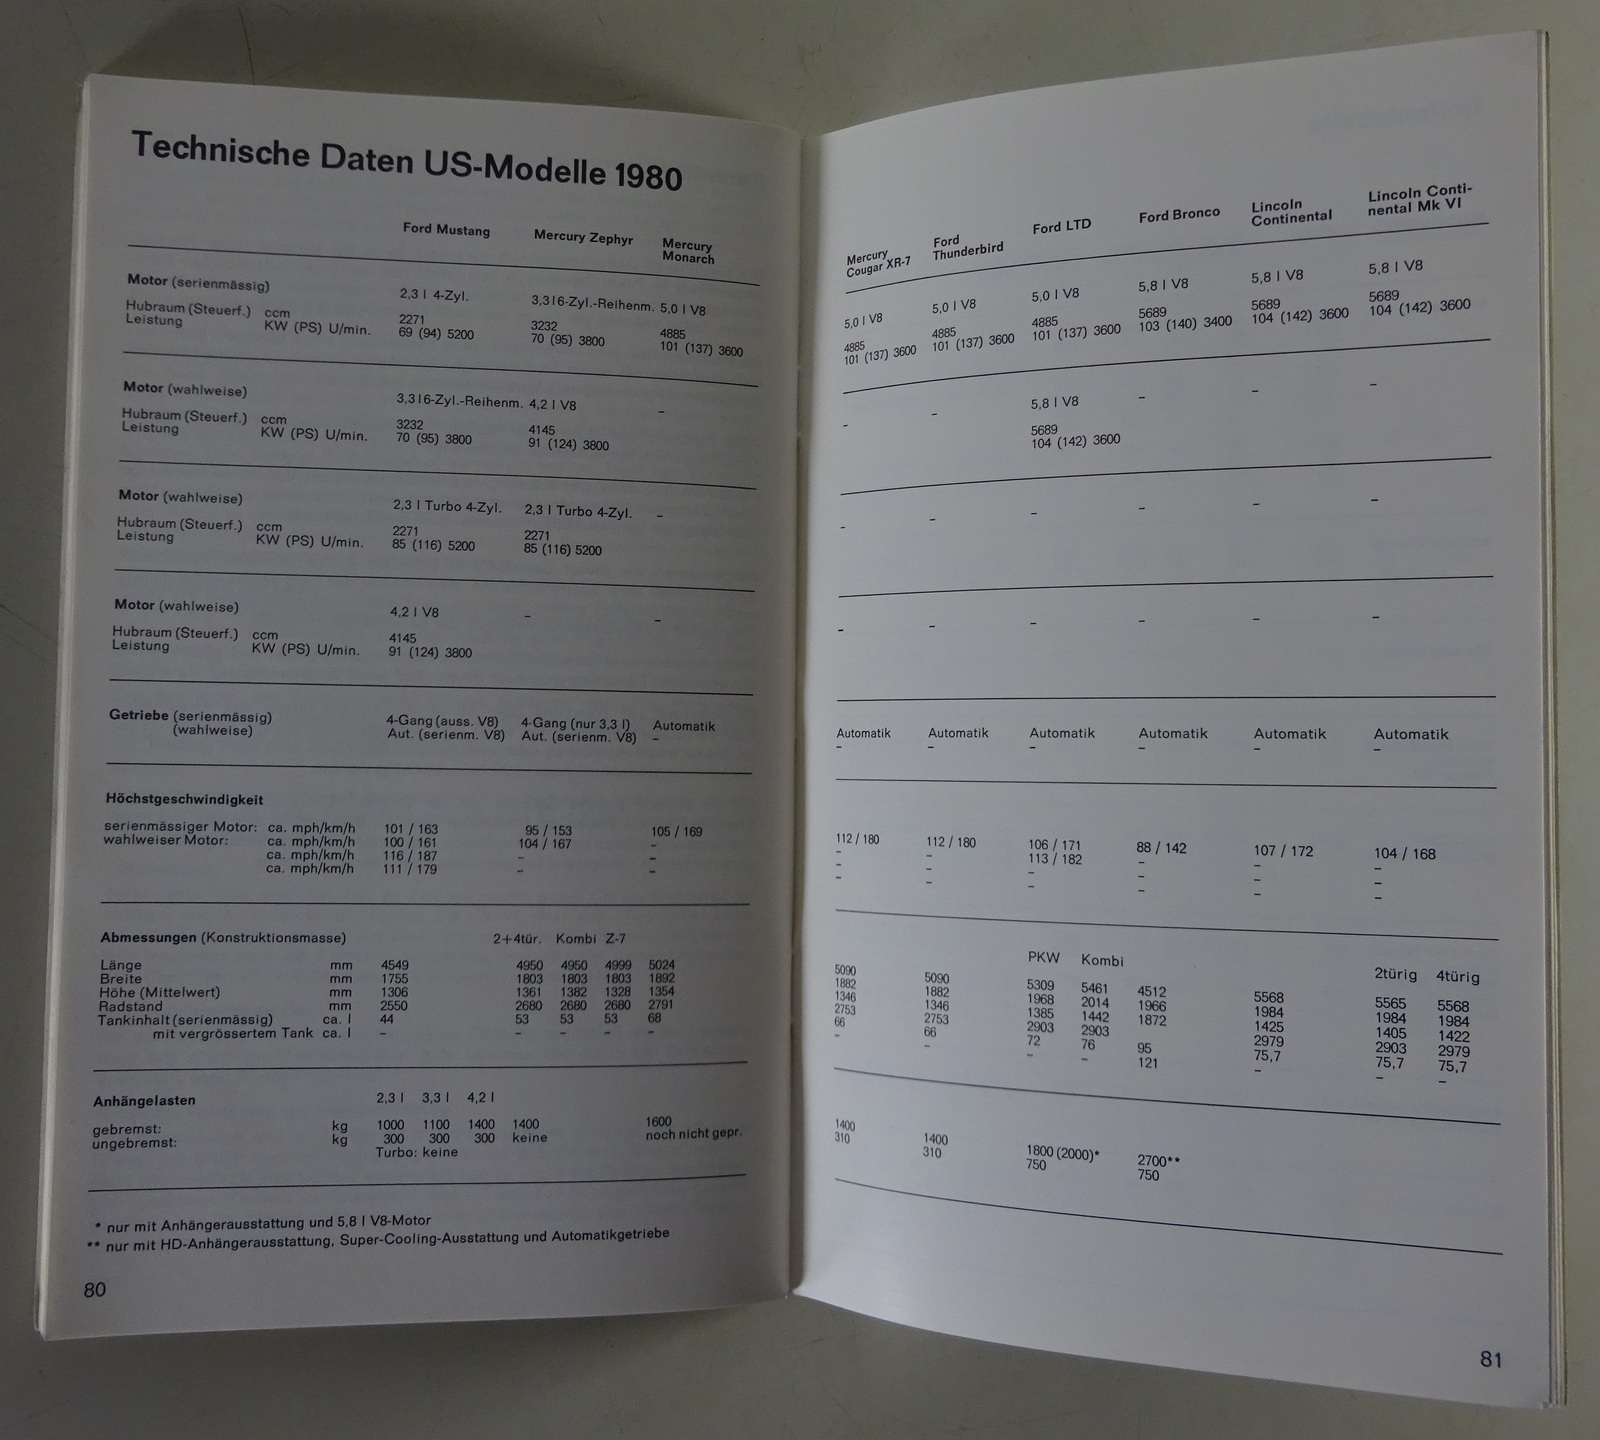 Technische Daten US-Modelle 1980
Ford Mustang Mercury Zephyr Mercury
Monarch
Motor (serienmässig) 2,3 l 4-Zyl. 3,3 l 6-Zyl.-Reihenm. 5,0 l V8
Hubraum (Steuerf.) ccm 2271 3232 4885
Leistung KW (PS) U/min. 69 (94) 5200 70 (95) 3800 101 (137) 3600
Motor (wahlweise) 3,3 l 6-Zyl.-Reihenm. 4,2 l V8 –
Hubraum (Steuerf.) ccm 3232 4145
Leistung KW (PS) U/min. 70 (95) 3800 91 (124) 3800
Motor (wahlweise) 2,3 l Turbo 4-Zyl. 2,3 l Turbo 4-Zyl. –
Hubraum (Steuerf.) ccm 2271 2271
Leistung KW (PS) U/min. 85 (116) 5200 85 (116) 5200
Motor (wahlweise) 4,2 l V8 – –
Hubraum (Steuerf.) ccm 4145
Leistung KW (PS) U/min. 91 (124) 3800
Getriebe (serienmässig) 4-Gang (auss. V8) 4-Gang (nur 3,3 l) Automatik
(wahlweise) Aut. (serienm. V8) Aut. (serienm. V8) –
Höchstgeschwindigkeit
serienmässiger Motor: ca. mph/km/h 101 / 163 95 / 153 105 / 169
wahlweiser Motor: ca. mph/km/h 100 / 161 104 / 167 –
ca. mph/km/h 116 / 187 – –
ca. mph/km/h 111 / 179 – –
Abmessungen (Konstruktionsmasse) 2+4tür. Kombi Z-7
Länge mm 4549 4950 4950 4999 5024
Breite mm 1755 1803 1803 1803 1892
Höhe (Mittelwert) mm 1306 1361 1382 1328 1354
Radstand mm 2550 2680 2680 2680 2791
Tankinhalt (serienmässig) ca. l 44 53 53 53 68
mit vergrössertem Tank ca. l – – – – –
Anhängelasten 2,3 l 3,3 l 4,2 l
gebremst: kg 1000 1100 1400 1400 1600
ungebremst: kg 300 300 300 keine noch nicht gepr.
Turbo: keine
* nur mit Anhängerausstattung und 5,8 l V8-Motor
** nur mit HD-Anhängerausstattung, Super-Cooling-Ausstattung und Automatikgetriebe
80
Mercury Ford Ford LTD Ford Bronco Lincoln Lincoln Conti-
Cougar XR-7 Thunderbird Continental nental Mk VI
5,0 l V8 5,0 l V8 5,0 l V8 5,8 l V8 5,8 l V8 5,8 l V8
4885 4885 4885 5689 5689 5689
101 (137) 3600 101 (137) 3600 101 (137) 3600 103 (140) 3400 104 (142) 3600 104 (142) 3600
– – 5,8 l V8 – – –
5689
104 (142) 3600
– – – – – –
– – – – – –
Automatik Automatik Automatik Automatik Automatik Automatik
– – – – – –
112 / 180 112 / 180 106 / 171 88 / 142 107 / 172 104 / 168
– – 113 / 182 – – –
– – – – – –
– – – – – –
PKW Kombi 2türig 4türig
5090 5090 5309 5461 4512 5568 5565 5568
1882 1882 1968 2014 1966 1984 1984 1984
1346 1346 1385 1442 1872 1425 1405 1422
2753 2753 2903 2903 2979 2903 2979
66 66 72 76 95 75,7 75,7 75,7
– – – – 121 – – –
1400 1400 1800 (2000)* 2700**
310 310 750 750
81